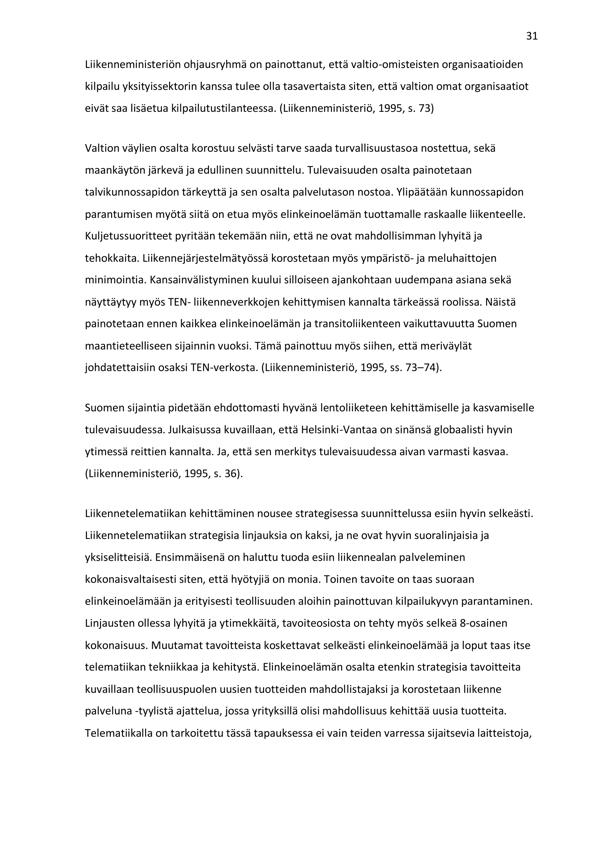 31
Liikenneministeriön ohjausryhmä on painottanut, että valtio-omisteisten organisaatioiden
kilpailu yksityissektorin kanssa tulee olla tasavertaista siten, että valtion omat organisaatiot
eivät saa lisäetua kilpailutustilanteessa. (Liikenneministeriö, 1995, s. 73)
Valtion väylien osalta korostuu selvästi tarve saada turvallisuustasoa nostettua, sekä
maankäytön järkevä ja edullinen suunnittelu. Tulevaisuuden osalta painotetaan
talvikunnossapidon tärkeyttä ja sen osalta palvelutason nostoa. Ylipäätään kunnossapidon
parantumisen myötä siitä on etua myös elinkeinoelämän tuottamalle raskaalle liikenteelle.
Kuljetussuoritteet pyritään tekemään niin, että ne ovat mahdollisimman lyhyitä ja
tehokkaita. Liikennejärjestelmätyössä korostetaan myös ympäristö- ja meluhaittojen
minimointia. Kansainvälistyminen kuului silloiseen ajankohtaan uudempana asiana sekä
näyttäytyy myös TEN- liikenneverkkojen kehittymisen kannalta tärkeässä roolissa. Näistä
painotetaan ennen kaikkea elinkeinoelämän ja transitoliikenteen vaikuttavuutta Suomen
maantieteelliseen sijainnin vuoksi. Tämä painottuu myös siihen, että meriväylät
johdatettaisiin osaksi TEN-verkosta. (Liikenneministeriö, 1995, ss. 73–74).
Suomen sijaintia pidetään ehdottomasti hyvänä lentoliiketeen kehittämiselle ja kasvamiselle
tulevaisuudessa. Julkaisussa kuvaillaan, että Helsinki-Vantaa on sinänsä globaalisti hyvin
ytimessä reittien kannalta. Ja, että sen merkitys tulevaisuudessa aivan varmasti kasvaa.
(Liikenneministeriö, 1995, s. 36).
Liikennetelematiikan kehittäminen nousee strategisessa suunnittelussa esiin hyvin selkeästi.
Liikennetelematiikan strategisia linjauksia on kaksi, ja ne ovat hyvin suoralinjaisia ja
yksiselitteisiä. Ensimmäisenä on haluttu tuoda esiin liikennealan palveleminen
kokonaisvaltaisesti siten, että hyötyjiä on monia. Toinen tavoite on taas suoraan
elinkeinoelämään ja erityisesti teollisuuden aloihin painottuvan kilpailukyvyn parantaminen.
Linjausten ollessa lyhyitä ja ytimekkäitä, tavoiteosiosta on tehty myös selkeä 8-osainen
kokonaisuus. Muutamat tavoitteista koskettavat selkeästi elinkeinoelämää ja loput taas itse
telematiikan tekniikkaa ja kehitystä. Elinkeinoelämän osalta etenkin strategisia tavoitteita
kuvaillaan teollisuuspuolen uusien tuotteiden mahdollistajaksi ja korostetaan liikenne
palveluna -tyylistä ajattelua, jossa yrityksillä olisi mahdollisuus kehittää uusia tuotteita.
Telematiikalla on tarkoitettu tässä tapauksessa ei vain teiden varressa sijaitsevia laitteistoja,